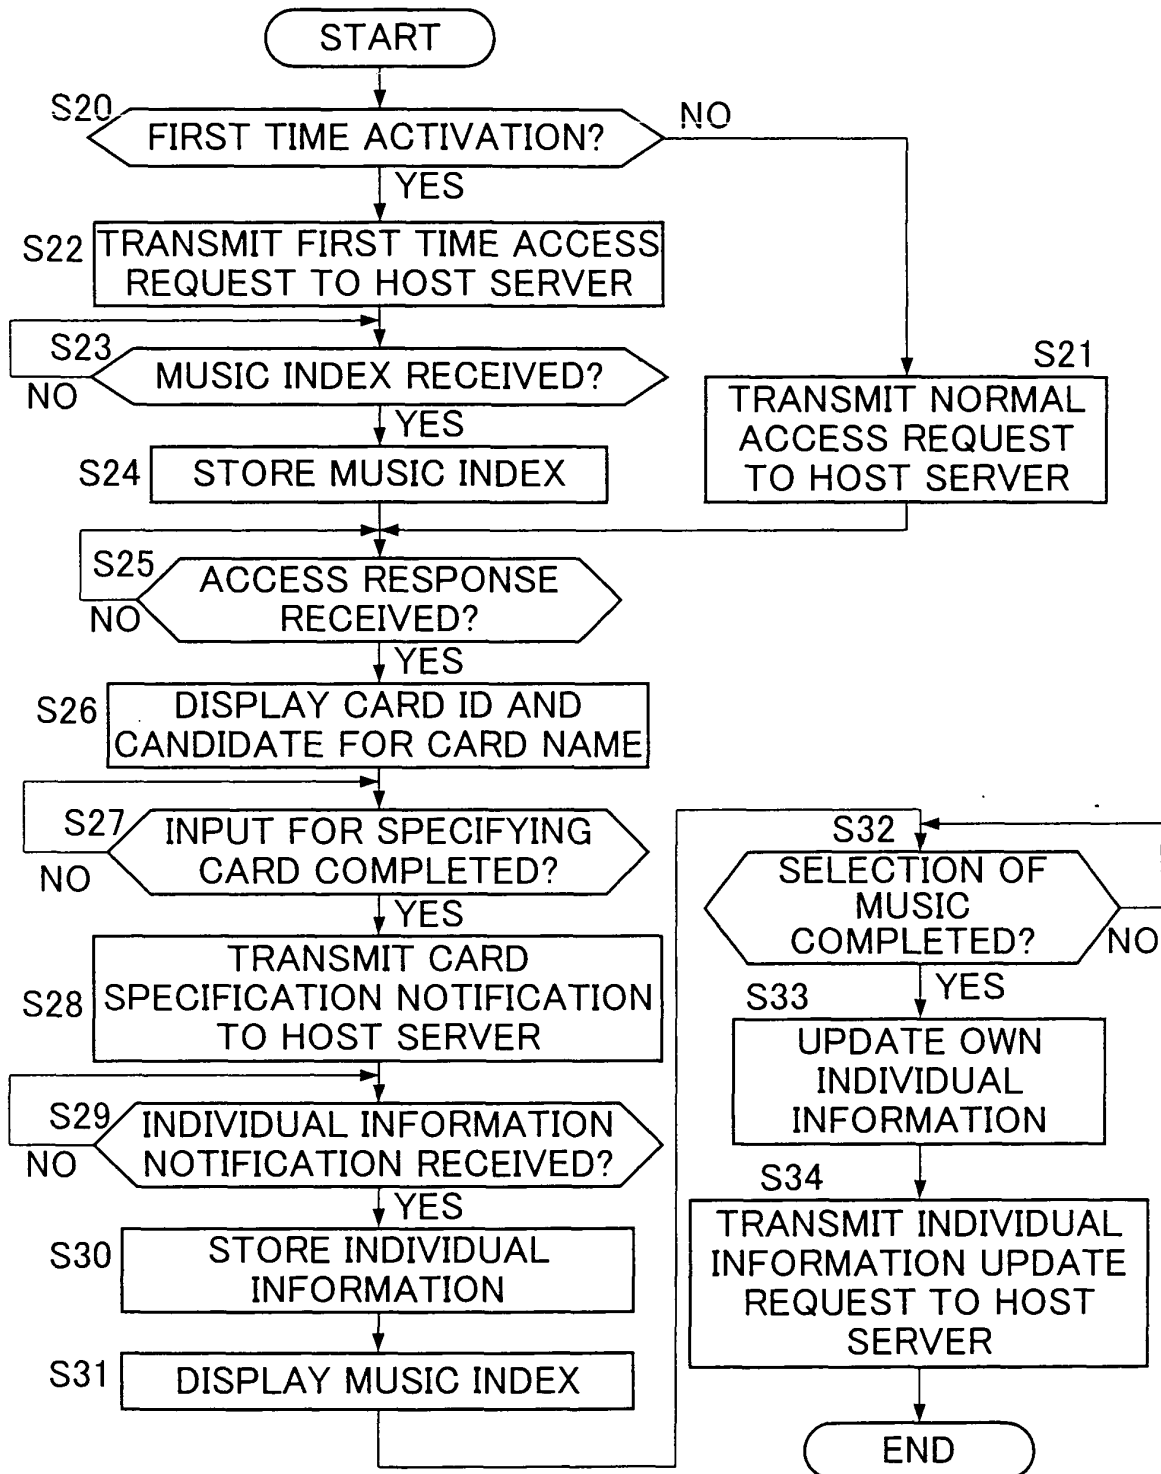 START
S20
FIRST TIME ACTIVATION?
NO
YES
S22
TRANSMIT FIRST TIME ACCESS
REQUEST TO HOST SERVER
S23
MUSIC INDEX RECEIVED?
NO
YES
S21
TRANSMIT NORMAL
ACCESS REQUEST
TO HOST SERVER
S24
STORE MUSIC INDEX
S25
ACCESS RESPONSE
RECEIVED?
NO
YES
S26
DISPLAY CARD ID AND
CANDIDATE FOR CARD NAME
S27
INPUT FOR SPECIFYING
CARD COMPLETED?
NO
YES
S28
TRANSMIT CARD
SPECIFICATION NOTIFICATION
TO HOST SERVER
S29
INDIVIDUAL INFORMATION
NOTIFICATION RECEIVED?
NO
YES
S30
STORE INDIVIDUAL
INFORMATION
S31
DISPLAY MUSIC INDEX
S32
SELECTION OF
MUSIC
COMPLETED?
NO
YES
S33
UPDATE OWN
INDIVIDUAL
INFORMATION
S34
TRANSMIT INDIVIDUAL
INFORMATION UPDATE
REQUEST TO HOST
SERVER
END